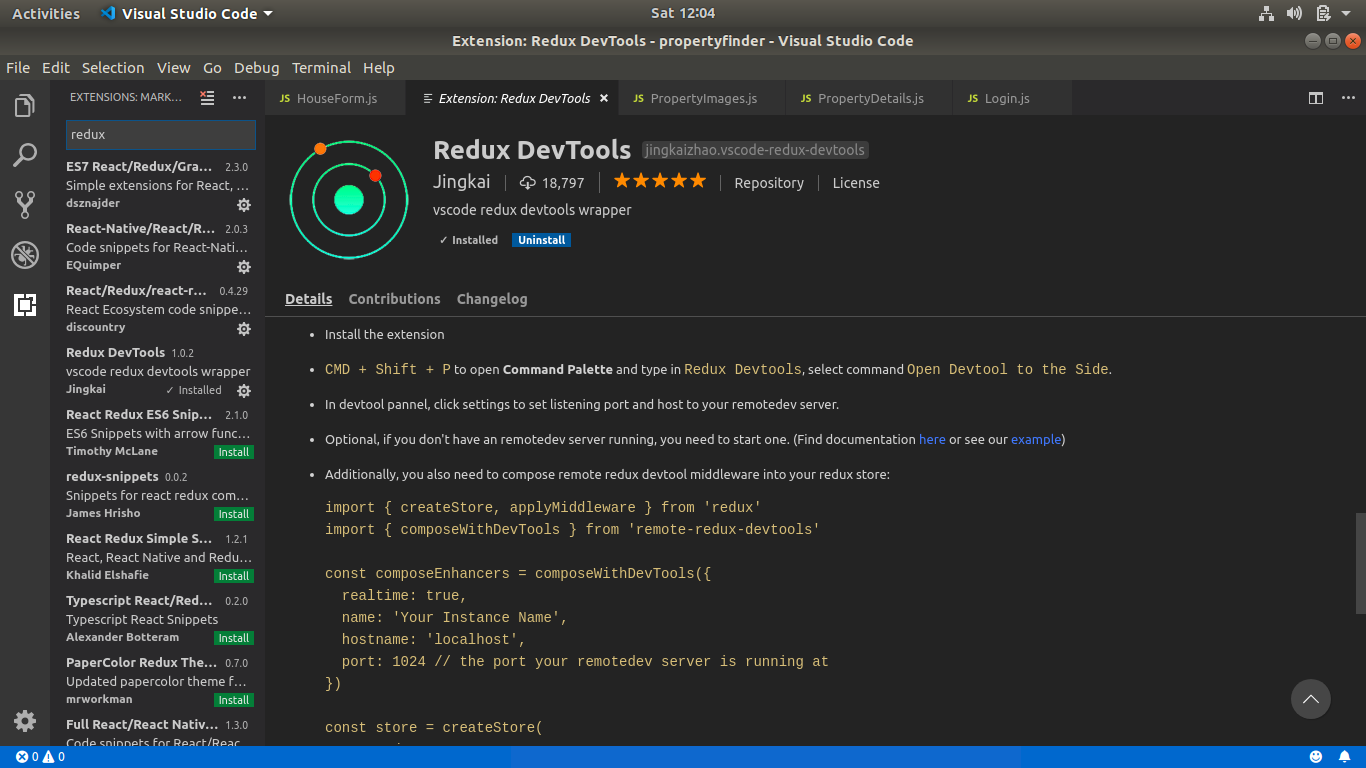 Activities Visual Studio Code Sat 12:04
Extension: Redux DevTools - propertyfinder - Visual Studio Code
File Edit Selection View Go Debug Terminal Help
EXTENSIONS: MARK...
redux
ES7 React/Redux/Gra... 2.3.0
Simple extensions for React, ...
dsznajder
React-Native/React/R... 2.0.3
Code snippets for React-Nati...
EQuimper
React/Redux/react-r... 0.4.29
React Ecosystem code snippe...
discountry
Redux DevTools 1.0.2
vscode redux devtools wrapper
Jingkai ✓ Installed
React Redux ES6 Snip... 2.1.0
ES6 Snippets with arrow func...
Timothy McLane Install
redux-snippets 0.0.2
Snippets for react redux com...
James Hrisho Install
React Redux Simple S... 1.2.1
React, React Native and Redu...
Khalid Elshafie Install
Typescript React/Red... 0.2.0
Typescript React Snippets
Alexander Botteram Install
PaperColor Redux The... 0.7.0
Updated papercolor theme f...
mrworkman Install
Full React/React Nativ... 1.3.0
Code snippets for React/Reac...
JS HouseForm.js Extension: Redux DevTools × JS PropertyImages.js JS PropertyDetails.js JS Login.js
Redux DevTools jingkaizhao.vscode-redux-devtools
Jingkai 18,797 Repository License
vscode redux devtools wrapper
✓ Installed Uninstall
Details Contributions Changelog
• Install the extension
• CMD + Shift + P to open Command Palette and type in Redux Devtools, select command Open Devtool to the Side.
• In devtool pannel, click settings to set listening port and host to your remotedev server.
• Optional, if you don't have an remotedev server running, you need to start one. (Find documentation here or see our example)
• Additionally, you also need to compose remote redux devtool middleware into your redux store:
import { createStore, applyMiddleware } from 'redux'
import { composeWithDevTools } from 'remote-redux-devtools'
const composeEnhancers = composeWithDevTools({
realtime: true,
name: 'Your Instance Name',
hostname: 'localhost',
port: 1024 // the port your remotedev server is running at
})
const store = createStore(
0 0